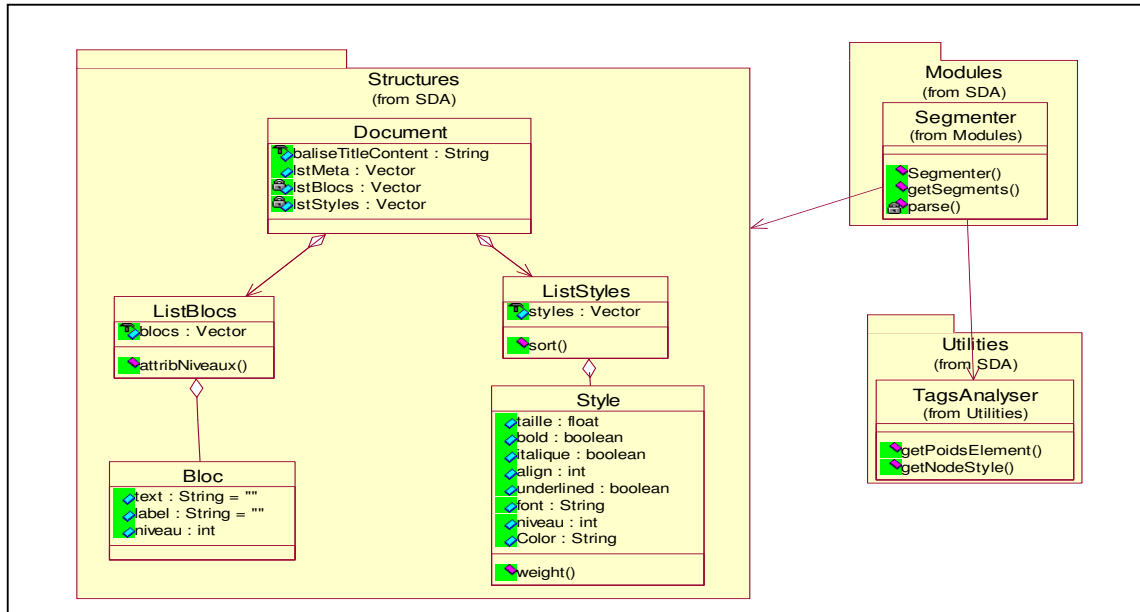 Structures
(from SDA)
Document
baliseTitleContent : String
lstMeta : Vector
lstBlocs : Vector
lstStyles : Vector
ListBlocs
blocs : Vector
attribNiveaux()
ListStyles
styles : Vector
sort()
Bloc
text : String = ""
label : String = ""
niveau : int
Style
taille : float
bold : boolean
italique : boolean
align : int
underlined : boolean
font : String
niveau : int
Color : String
weight()
Modules
(from SDA)
Segmenter
(from Modules)
Segmenter()
getSegments()
parse()
Utilities
(from SDA)
TagsAnalyser
(from Utilities)
getPoidsElement()
getNodeStyle()